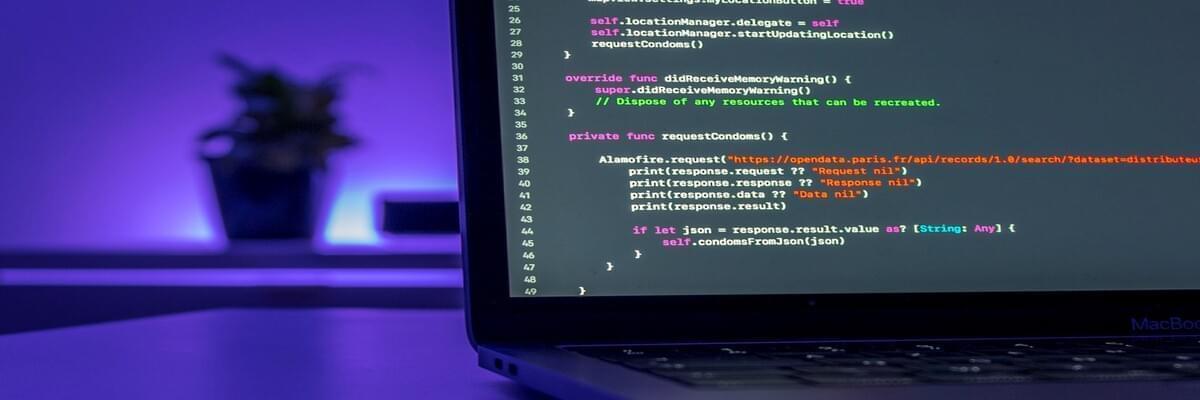 25 mapView.settings.myLocationButton = true
26 self.locationManager.delegate = self
27 self.locationManager.startUpdatingLocation()
28 requestCondoms()
29 }
30
31 override func didReceiveMemoryWarning() {
32 super.didReceiveMemoryWarning()
33 // Dispose of any resources that can be recreated.
34 }
35
36 private func requestCondoms() {
37
38 Alamofire.request("https://opendata.paris.fr/api/records/1.0/search/?dataset=distributeu
39 print(response.request ?? "Request nil")
40 print(response.response ?? "Response nil")
41 print(response.data ?? "Data nil")
42 print(response.result)
43
44 if let json = response.result.value as? [String: Any] {
45 self.condomsFromJson(json)
46 }
47 }
48
49 }
MacBoo